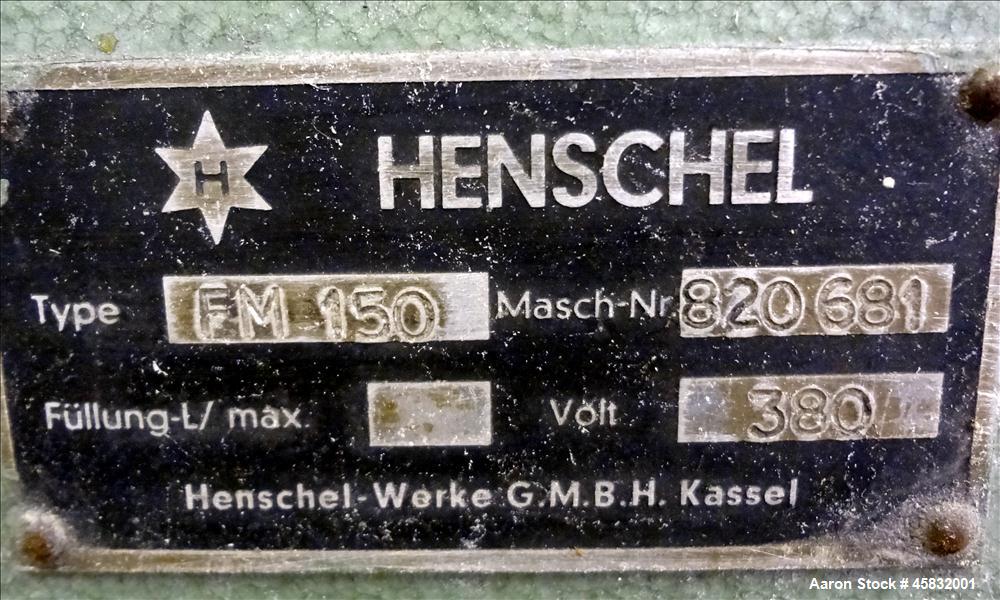 H HENSCHEL
Type FM 150 Masch-Nr. 820 681
Füllung-L/ max. Volt 380
Henschel-Werke G.M.B.H. Kassel
Aaron Stock # 45832001